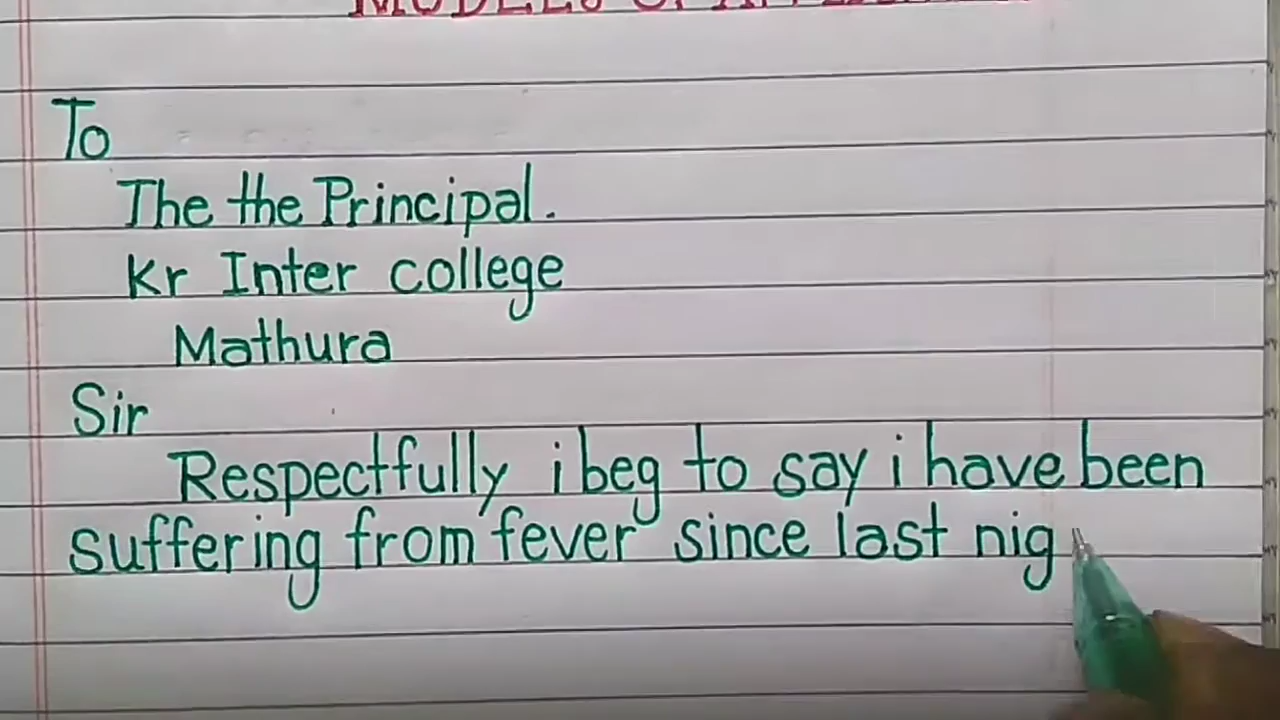 To
The the Principal.
Kr Inter college
Mathura
Sir
Respectfully i beg to say i have been
suffering from fever since last nig